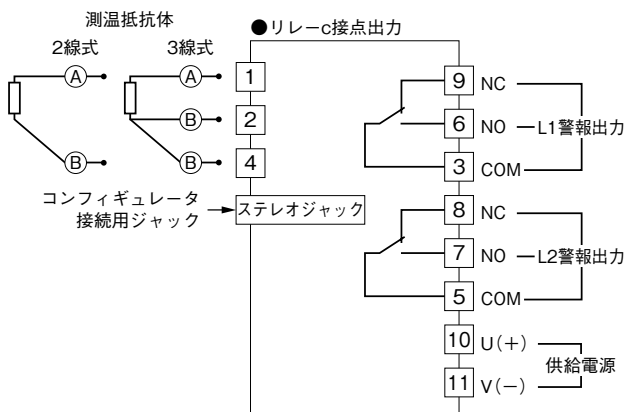 測温抵抗体
2線式
3線式
●リレーc接点出力
A
B
A
B
B
1
2
4
コンフィギュレータ
接続用ジャック
ステレオジャック
9 NC
6 NO
3 COM
L1警報出力
8 NC
7 NO
5 COM
L2警報出力
10 U(+)
11 V(−)
供給電源